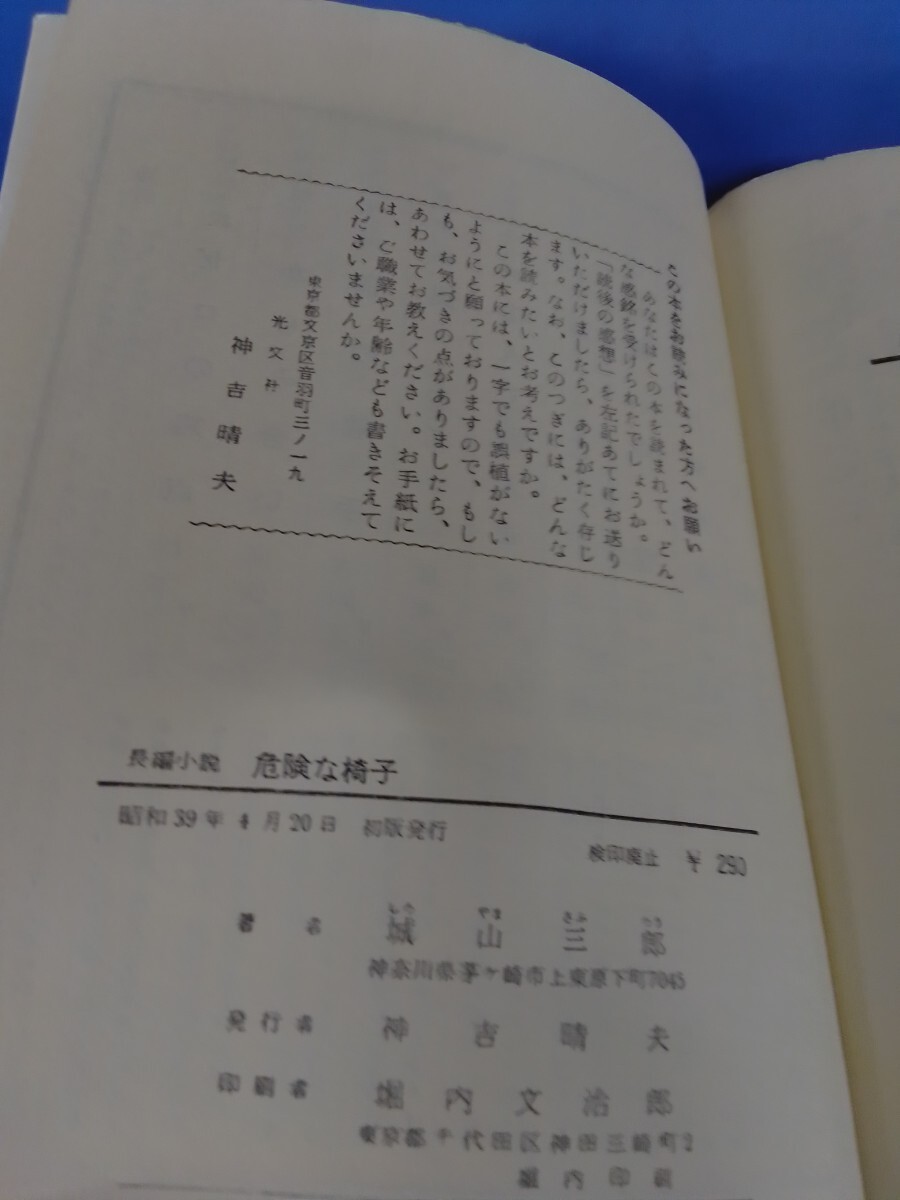 この本をお読みになった方へお願い
あなたはこの本を読まれて、どん
な感銘を受けられたでしょうか。
「読後の感想」を左記あてにお送り
いただけましたら、ありがたく存じ
ます。なお、このつぎには、どんな
本を読みたいとお考えですか。
この本には、一字でも誤植がない
ようにと願っておりますので、もし
も、お気づきの点がありましたら、
あわせてお教えください。お手紙に
は、ご職業や年齢なども書きそえて
くださいませんか。
東京都文京区音羽町三ノ一九
光文社
神吉晴夫
長編小説 危険な椅子
昭和39年4月20日 初版発行
検印廃止 ¥ 290
著者 城山三郎
神奈川県茅ケ崎市上東原下町7045
発行者 神吉晴夫
印刷者 堀内文治郎
東京都千代田区神田三崎町2
堀内印刷